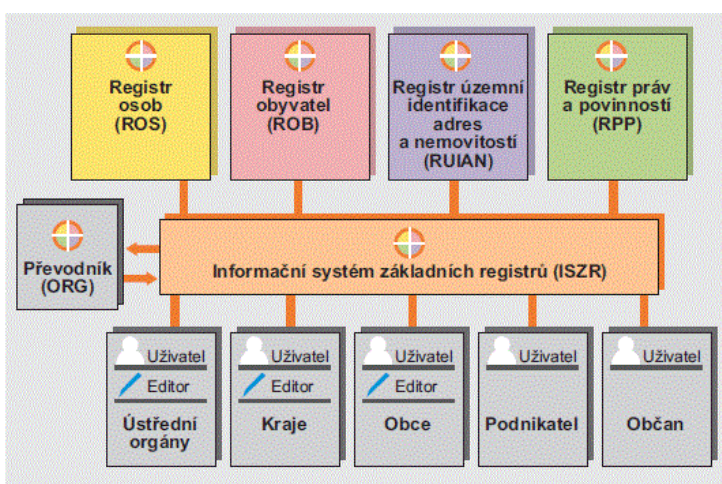 Registr
osob
(ROS)
Registr
obyvatel
(ROB)
Registr územní
identifikace
adres
a nemovitostí
(RUIAN)
Registr práv
a povinností
(RPP)
Převodník
(ORG)
Informační systém základních registrů (ISZR)
Uživatel
Editor
Ústřední
orgány
Uživatel
Editor
Kraje
Uživatel
Editor
Obce
Uživatel
Podnikatel
Uživatel
Občan